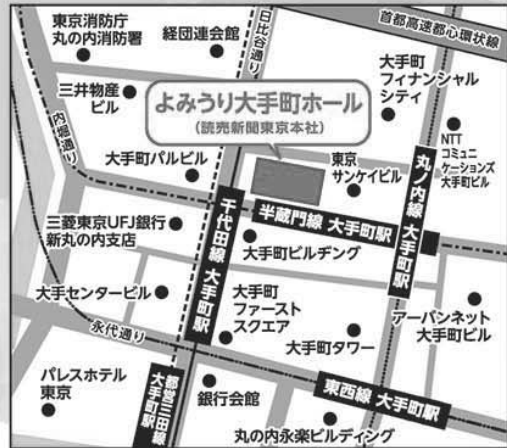 東京消防庁
丸の内消防署
経団連会館
日比谷通り
首都高速都心環状線
三井物産
ビル
大手町
フィナンシャル
シティ
よみうり大手町ホール
(読売新聞東京本社)
内堀通り
NTT
コミュニ
ケーションズ
大手町ビル
大手町パルビル
東京
サンケイビル
丸ノ内線 大手町駅
半蔵門線 大手町駅
三菱東京UFJ銀行
新丸の内支店
千代田線 大手町駅
大手町ビルヂング
大手センタービル
大手町
ファースト
スクエア
アーバンネット
大手町ビル
永代通り
大手町タワー
パレスホテル
東京
都営三田線
大手町駅
銀行会館
東西線 大手町駅
丸の内永楽ビルディング